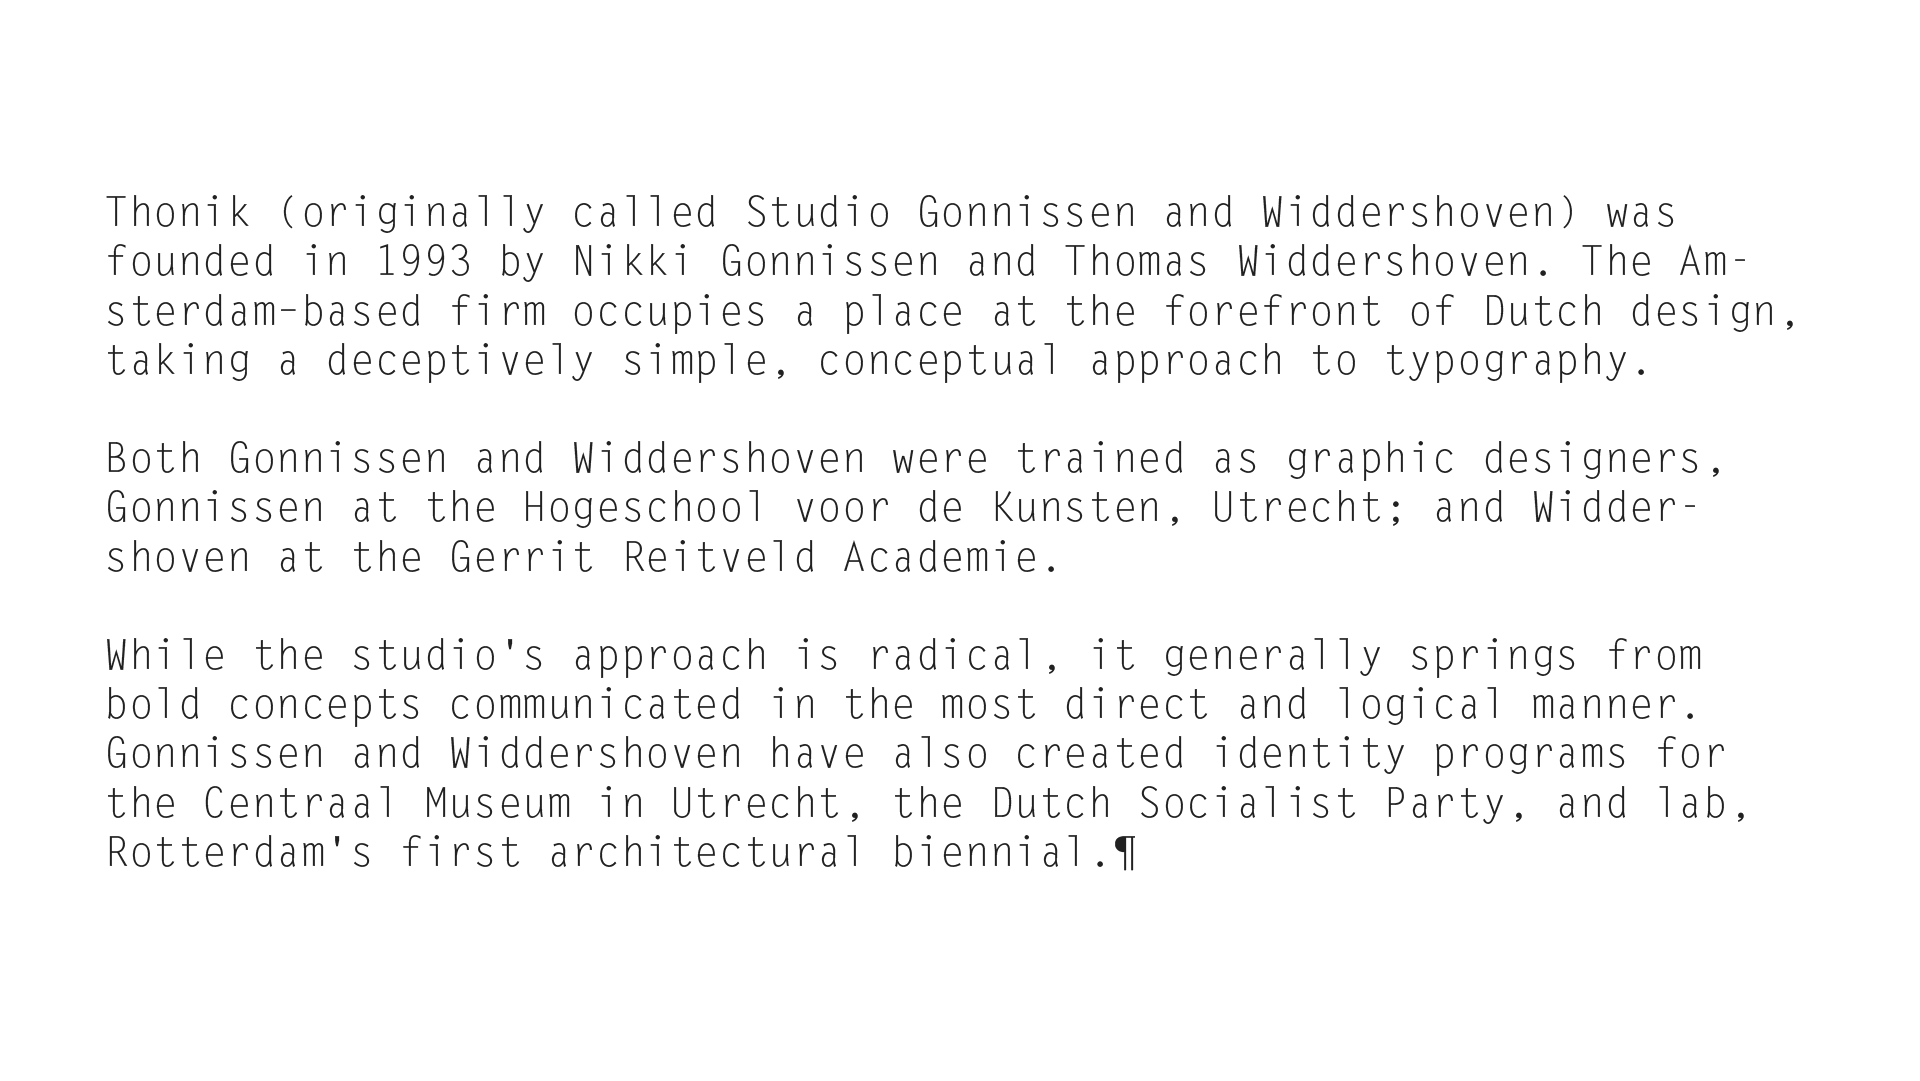 Thonik (originally called Studio Gonnissen and Widdershoven) was
founded in 1993 by Nikki Gonnissen and Thomas Widdershoven. The Am-
sterdam–based firm occupies a place at the forefront of Dutch design,
taking a deceptively simple, conceptual approach to typography.

Both Gonnissen and Widdershoven were trained as graphic designers,
Gonnissen at the Hogeschool voor de Kunsten, Utrecht; and Widder-
shoven at the Gerrit Reitveld Academie.

While the studio's approach is radical, it generally springs from
bold concepts communicated in the most direct and logical manner.
Gonnissen and Widdershoven have also created identity programs for
the Centraal Museum in Utrecht, the Dutch Socialist Party, and lab,
Rotterdam's first architectural biennial.¶